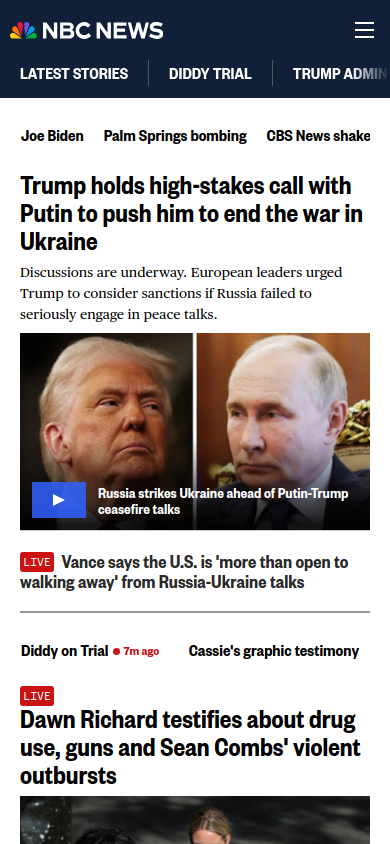 NBC NEWS
LATEST STORIES DIDDY TRIAL TRUMP ADMIN
Joe Biden Palm Springs bombing CBS News shake
Trump holds high-stakes call with
Putin to push him to end the war in
Ukraine
Discussions are underway. European leaders urged
Trump to consider sanctions if Russia failed to
seriously engage in peace talks.
Russia strikes Ukraine ahead of Putin-Trump
ceasefire talks
LIVE Vance says the U.S. is 'more than open to
walking away' from Russia-Ukraine talks
Diddy on Trial 7m ago Cassie's graphic testimony
LIVE
Dawn Richard testifies about drug
use, guns and Sean Combs' violent
outbursts